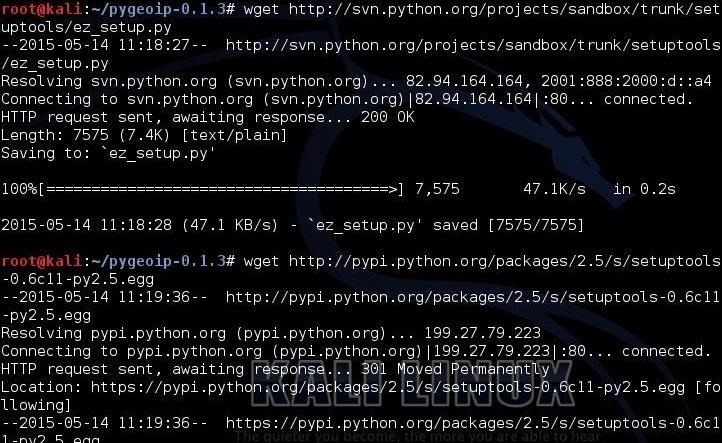 root@kali:~/pygeoip-0.1.3# wget http://svn.python.org/projects/sandbox/trunk/set
uptools/ez_setup.py
--2015-05-14 11:18:27--  http://svn.python.org/projects/sandbox/trunk/setuptools
/ez_setup.py
Resolving svn.python.org (svn.python.org)... 82.94.164.164, 2001:888:2000:d::a4
Connecting to svn.python.org (svn.python.org)|82.94.164.164|:80... connected.
HTTP request sent, awaiting response... 200 OK
Length: 7575 (7.4K) [text/plain]
Saving to: `ez_setup.py'
100%[======================================>] 7,575       47.1K/s   in 0.2s
2015-05-14 11:18:28 (47.1 KB/s) - `ez_setup.py' saved [7575/7575]
root@kali:~/pygeoip-0.1.3# wget http://pypi.python.org/packages/2.5/s/setuptools
-0.6c11-py2.5.egg
--2015-05-14 11:19:36--  http://pypi.python.org/packages/2.5/s/setuptools-0.6c11
-py2.5.egg
Resolving pypi.python.org (pypi.python.org)... 199.27.79.223
Connecting to pypi.python.org (pypi.python.org)|199.27.79.223|:80... connected.
HTTP request sent, awaiting response... 301 Moved Permanently
Location: https://pypi.python.org/packages/2.5/s/setuptools-0.6c11-py2.5.egg [fo
llowing]
KALI LINUX
--2015-05-14 11:19:36--  https://pypi.python.org/packages/2.5/s/setuptools-0.6c1
1-py2.5.egg
The quieter you become, the more you are able to hear